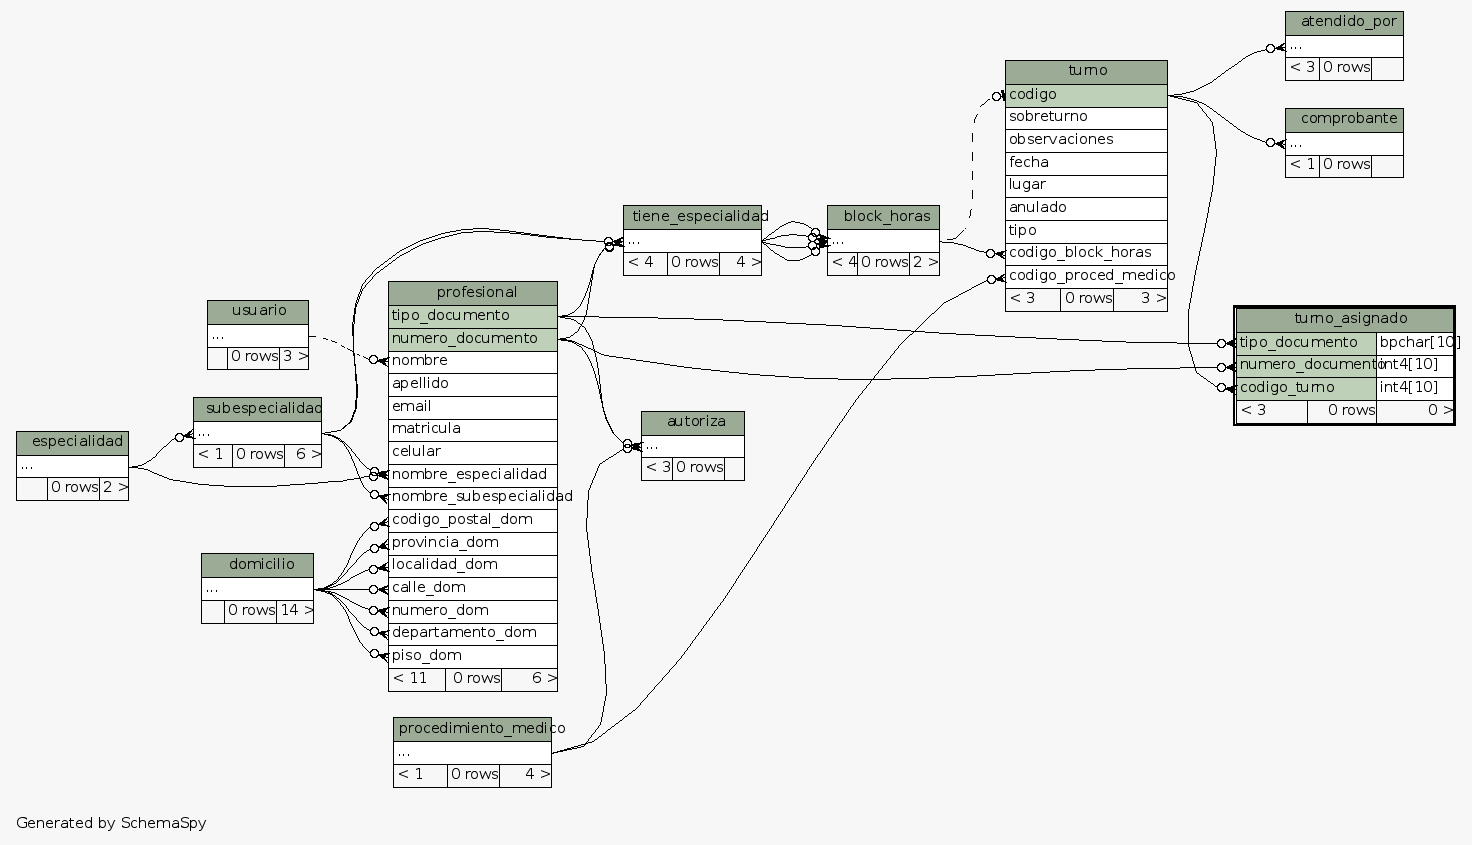 atendido_por
...
< 3 0 rows
comprobante
...
< 1 0 rows
turno
codigo
sobreturno
observaciones
fecha
lugar
anulado
tipo
codigo_block_horas
codigo_proced_medico
< 3 0 rows 3 >
tiene_especialidad
...
< 4 0 rows 4 >
block_horas
...
< 4 0 rows 2 >
turno_asignado
tipo_documento bpchar[10]
numero_documento int4[10]
codigo_turno int4[10]
< 3 0 rows 0 >
profesional
tipo_documento
numero_documento
nombre
apellido
email
matricula
celular
nombre_especialidad
nombre_subespecialidad
codigo_postal_dom
provincia_dom
localidad_dom
calle_dom
numero_dom
departamento_dom
piso_dom
< 11 0 rows 6 >
usuario
...
0 rows 3 >
subespecialidad
...
< 1 0 rows 6 >
especialidad
...
0 rows 2 >
autoriza
...
< 3 0 rows
domicilio
...
0 rows 14 >
procedimiento_medico
...
< 1 0 rows 4 >
Generated by SchemaSpy